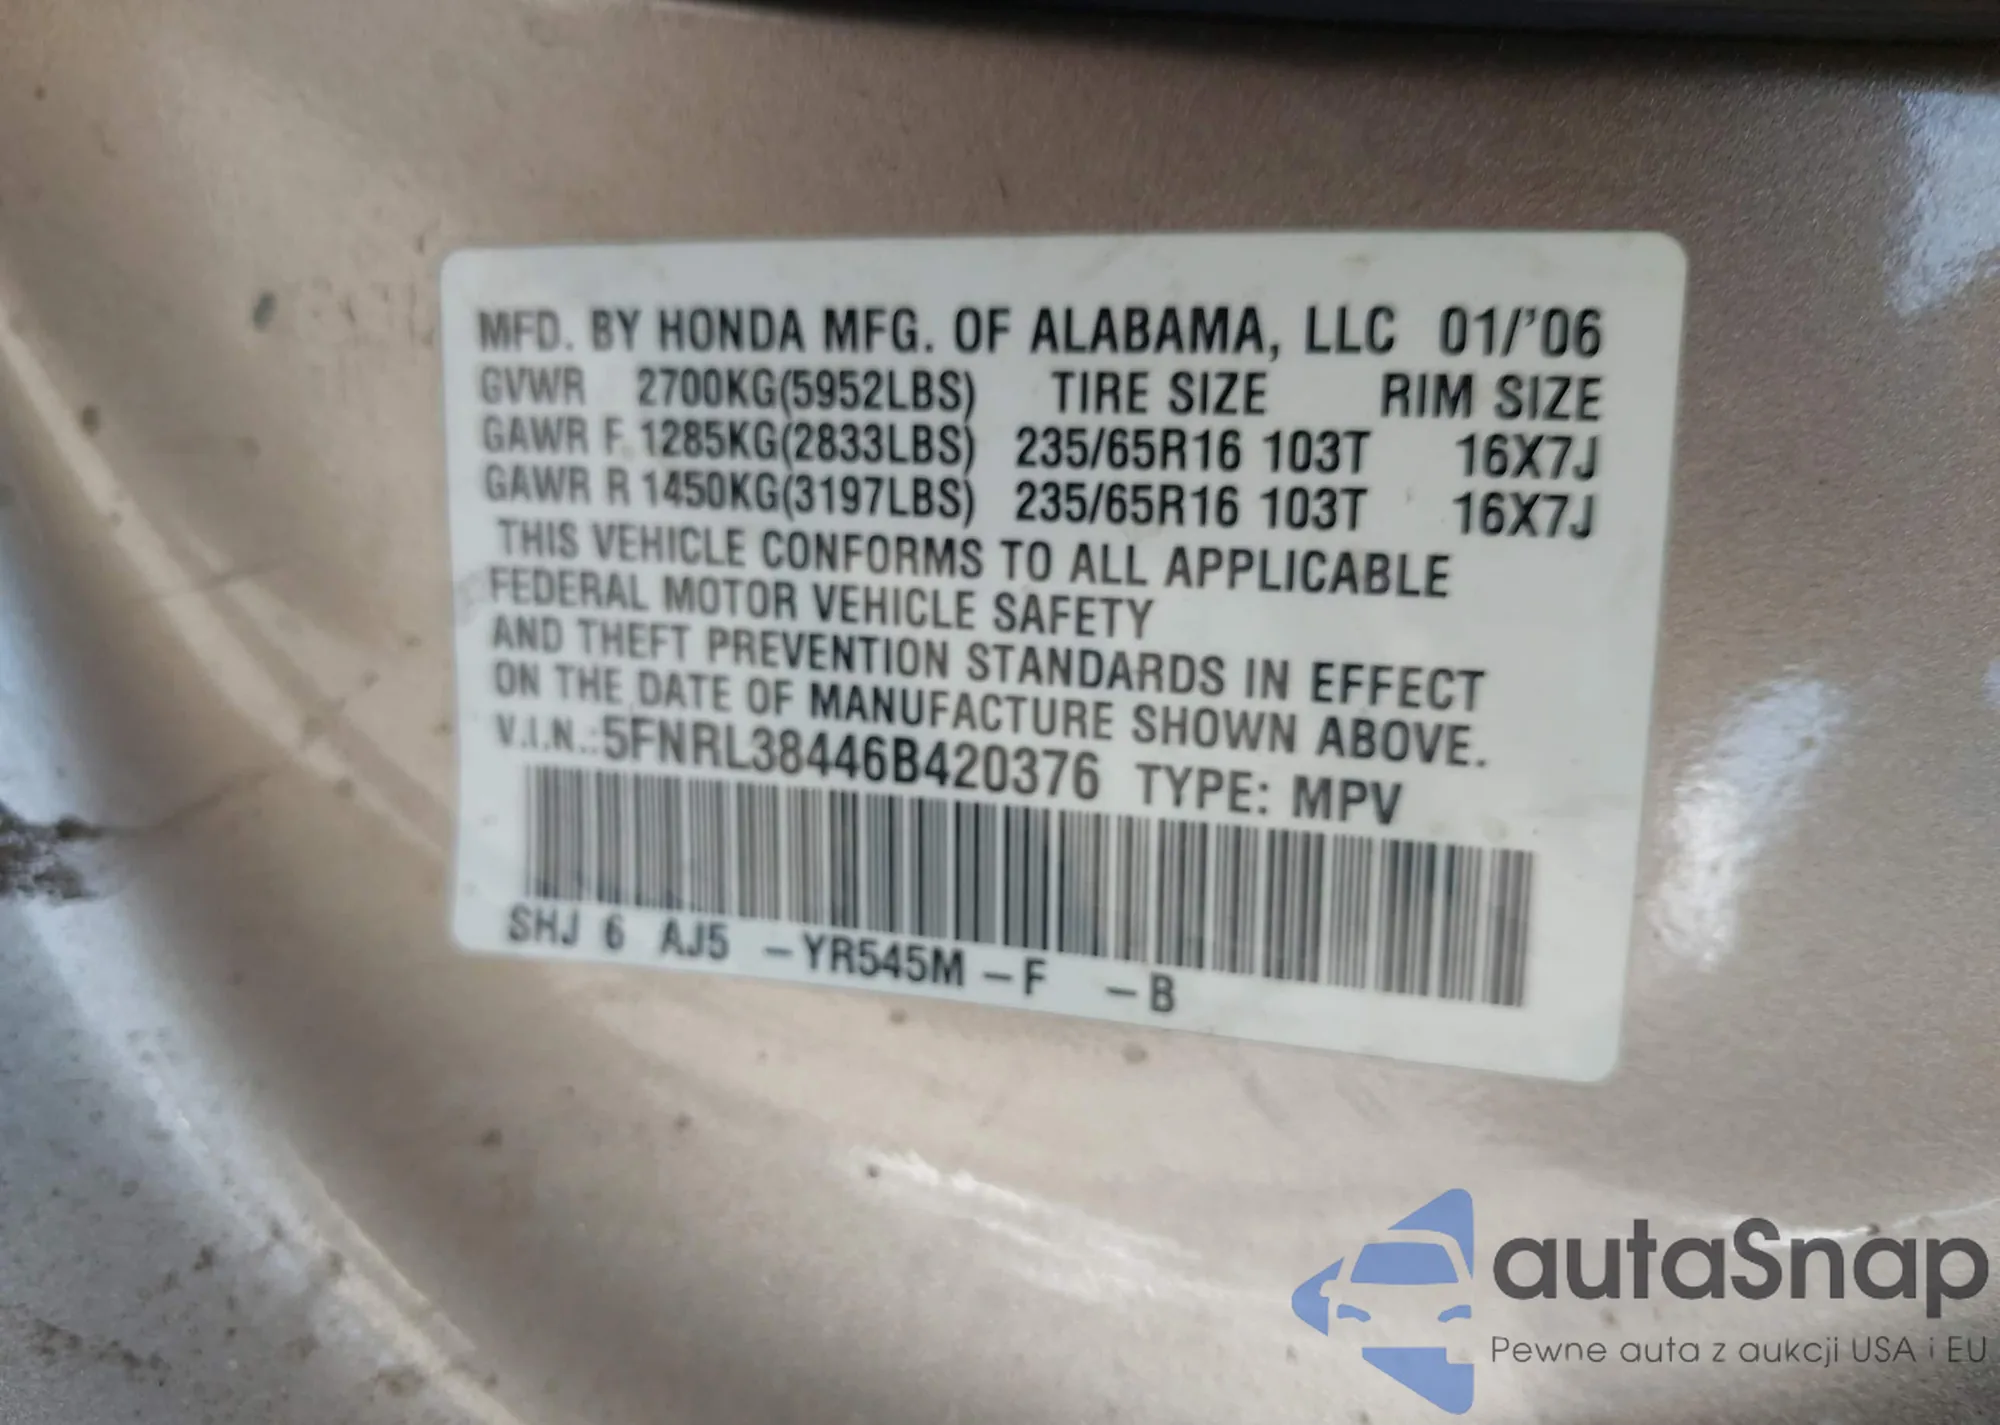 MFD. BY HONDA MFG. OF ALABAMA, LLC 01/'06
GVWR 2700KG(5952LBS) TIRE SIZE RIM SIZE
GAWR F 1285KG(2833LBS) 235/65R16 103T 16X7J
GAWR R 1450KG(3197LBS) 235/65R16 103T 16X7J
THIS VEHICLE CONFORMS TO ALL APPLICABLE
FEDERAL MOTOR VEHICLE SAFETY
AND THEFT PREVENTION STANDARDS IN EFFECT
ON THE DATE OF MANUFACTURE SHOWN ABOVE.
V.I.N.:5FNRL38446B420376 TYPE: MPV
SHJ 6 AJ5 -YR545M -F -B
autaSnap
Pewne auta z aukcji USA i EU